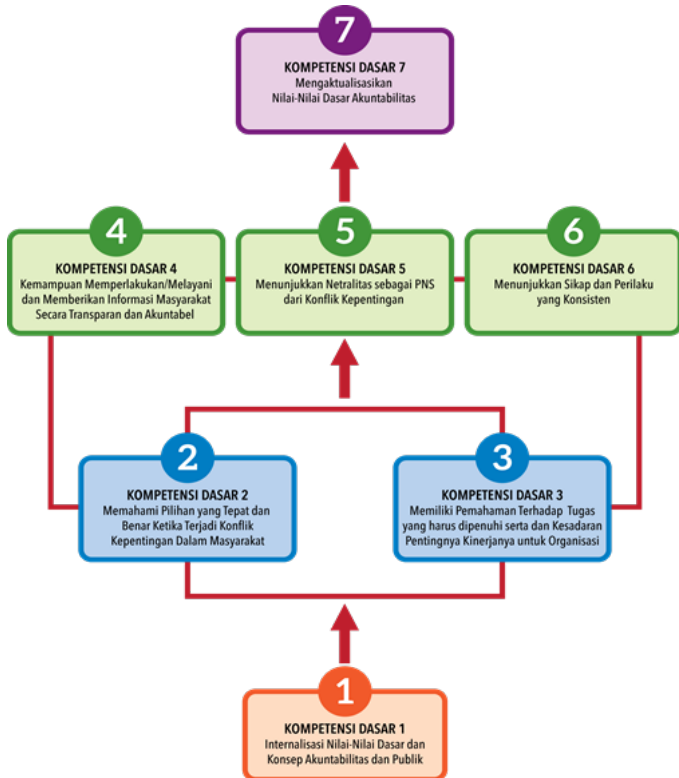 7
KOMPETENSI DASAR 7
Mengaktualisasikan
Nilai-Nilai Dasar Akuntabilitas
4
KOMPETENSI DASAR 4
Kemampuan Memperlakukan/Melayani
dan Memberikan Informasi Masyarakat
Secara Transparan dan Akuntabel
5
KOMPETENSI DASAR 5
Menunjukkan Netralitas sebagai PNS
dari Konflik Kepentingan
6
KOMPETENSI DASAR 6
Menunjukkan Sikap dan Perilaku
yang Konsisten
2
KOMPETENSI DASAR 2
Memahami Pilihan yang Tepat dan
Benar Ketika Terjadi Konflik
Kepentingan Dalam Masyarakat
3
KOMPETENSI DASAR 3
Memiliki Pemahaman Terhadap Tugas
yang harus dipenuhi serta dan Kesadaran
Pentingnya Kinerjanya untuk Organisasi
1
KOMPETENSI DASAR 1
Internalisasi Nilai-Nilai Dasar dan
Konsep Akuntabilitas dan Publik